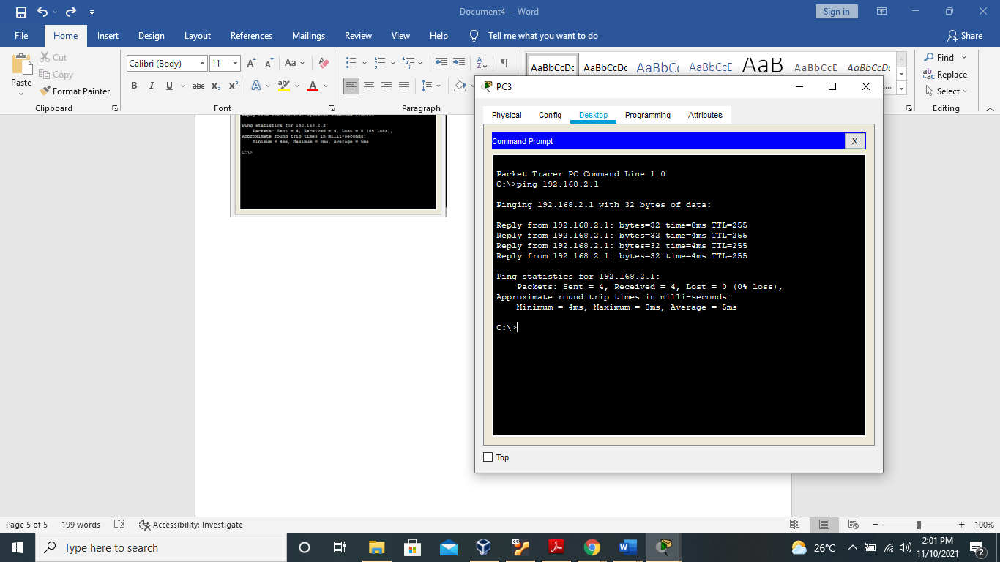 Document4 - Word
Sign in
File Home Insert Design Layout References Mailings Review View Help Tell me what you want to do Share
Paste
Cut
Copy
Format Painter
Clipboard
Calibri (Body) 11
Font
Paragraph
AaBbCcDc AaBbCcDc AaBbC AaBbCcC AaB AaBbCcD AaBbCcDc
Find
Replace
Select
Editing
Ping statistics for 192.168.2.3:
Packets: Sent = 4, Received = 4, Lost = 0 (0% loss),
Approximate round trip times in milli-seconds:
Minimum = 4ms, Maximum = 8ms, Average = 5ms
C:\>
PC3
Physical Config Desktop Programming Attributes
Command Prompt X
Packet Tracer PC Command Line 1.0
C:\>ping 192.168.2.1
Pinging 192.168.2.1 with 32 bytes of data:
Reply from 192.168.2.1: bytes=32 time=8ms TTL=255
Reply from 192.168.2.1: bytes=32 time=4ms TTL=255
Reply from 192.168.2.1: bytes=32 time=4ms TTL=255
Reply from 192.168.2.1: bytes=32 time=4ms TTL=255
Ping statistics for 192.168.2.1:
Packets: Sent = 4, Received = 4, Lost = 0 (0% loss),
Approximate round trip times in milli-seconds:
Minimum = 4ms, Maximum = 8ms, Average = 5ms
C:\>
Top
Page 5 of 5 199 words Accessibility: Investigate 100%
Type here to search
26°C
2:01 PM
11/10/2021
2